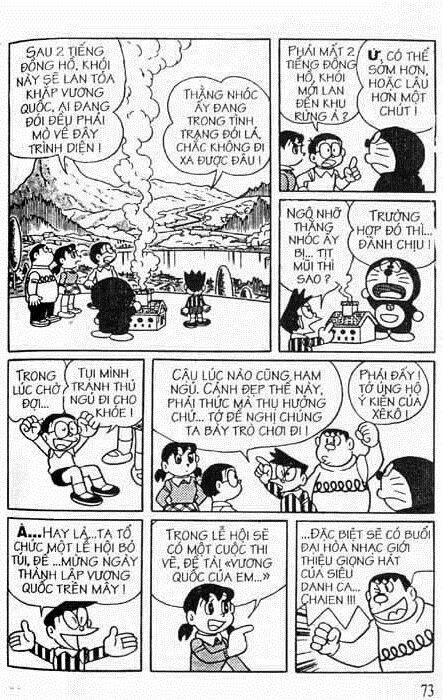 SAU 2 TIẾNG
ĐỒNG HỒ, KHÓI
NÀY SẼ LAN TỎA
KHẮP VƯƠNG
QUỐC, AI ĐANG
ĐÓI ĐỀU PHẢI
MÒ VỀ ĐÂY
TRÌNH DIỆN !
THẰNG NHÓC
ẤY ĐANG
TRONG TÌNH
TRẠNG ĐÓI LẢ,
CHẮC KHÔNG ĐI
XA ĐƯỢC ĐÂU !
PHẢI MẤT 2
TIẾNG ĐỒNG
HỒ, KHÓI
MỚI LAN
ĐẾN KHU
RỪNG Á ?
Ừ, CÓ THỂ
SỚM HƠN,
HOẶC LÂU
HƠN MỘT
CHÚT !
NGỘ NHỠ
THẰNG
NHÓC ẤY
BỊ... TỊT
MŨI THÌ
SAO ?
TRƯỜNG
HỢP ĐÓ THÌ...
ĐÀNH CHỊU !
TRONG
LÚC CHỜ
ĐỢI...
TỤI MÌNH
TRANH THỦ
NGỦ ĐI CHO
KHỎE !
CẬU LÚC NÀO CŨNG HAM
NGỦ. CẢNH ĐẸP THẾ NÀY,
PHẢI THỨC MÀ THỤ HƯỞNG
CHỨ... TỚ ĐỀ NGHỊ CHÚNG
TA BÀY TRÒ CHƠI ĐI !
PHẢI ĐẤY !
TỚ ỦNG HỘ
Ý KIẾN CỦA
XÊKÔ !
À...HAY LÀ...TA TỔ
CHỨC MỘT LỄ HỘI BỎ
TÚI, ĐỂ ...MỪNG NGÀY
THÀNH LẬP VƯƠNG
QUỐC TRÊN MÂY !
TRONG LỄ HỘI SẼ
CÓ MỘT CUỘC THI
VẼ, ĐỀ TÀI «VƯƠNG
QUỐC CỦA EM...»
...ĐẶC BIỆT SẼ CÓ BUỔI
ĐẠI HÒA NHẠC GIỚI
THIỆU GIỌNG HÁT
CỦA SIÊU
DANH CA...
CHAIEN !!!
73